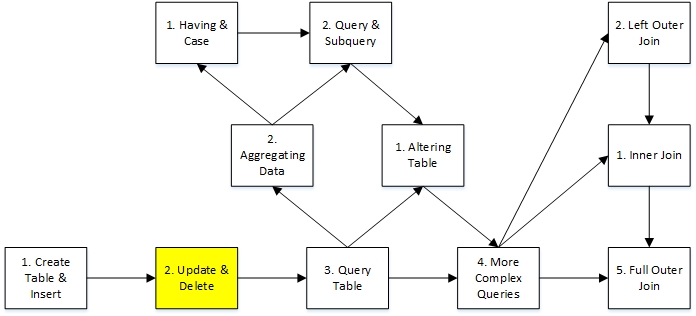 1. Having &
Case
2. Query &
Subquery
2. Left Outer
Join
2.
Aggregating
Data
1. Altering
Table
1. Inner Join
1. Create
Table &
Insert
2. Update &
Delete
3. Query
Table
4. More
Complex
Queries
5. Full Outer
Join